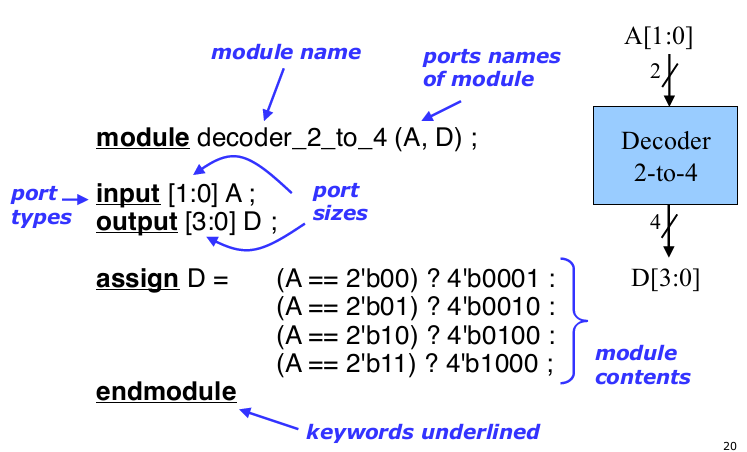 module name
ports names
of module
A[1:0]
2
Decoder
2-to-4
4
D[3:0]
module decoder_2_to_4 (A, D) ;
port
types
input [1:0] A ;
output [3:0] D ;
port
sizes
assign D = (A == 2'b00) ? 4'b0001 :
(A == 2'b01) ? 4'b0010 :
(A == 2'b10) ? 4'b0100 :
(A == 2'b11) ? 4'b1000 ;
module
contents
endmodule
keywords underlined
20